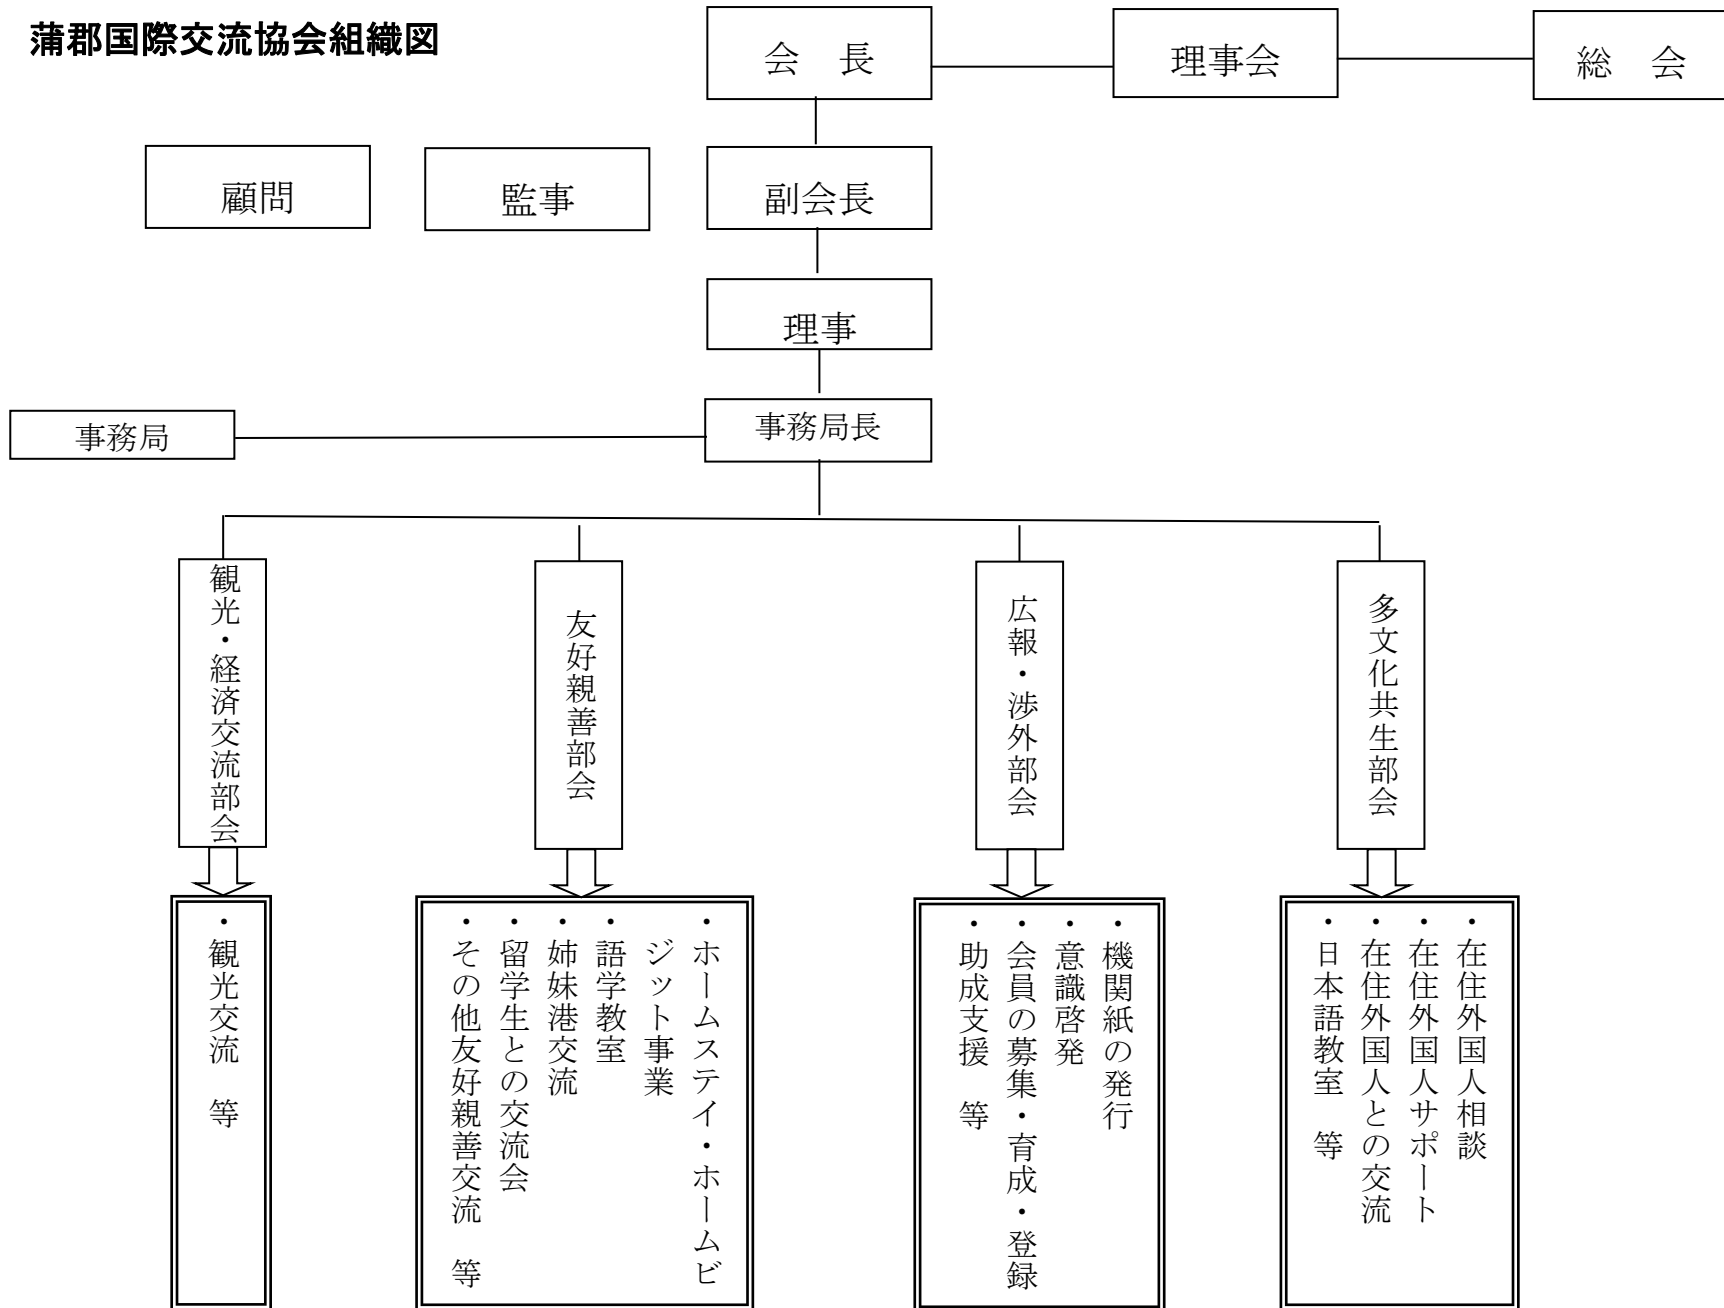 蒲郡国際交流協会組織図
会　長
理事会
総　会
顧問
監事
副会長
理事
事務局
事務局長
観光・経済交流部会
友好親善部会
広報・渉外部会
多文化共生部会
・観光交流　等
・ホームステイ・ホームビ
ジット事業
・語学教室
・姉妹港交流
・留学生との交流会
・その他友好親善交流　等
・機関紙の発行
・意識啓発
・会員の募集・育成・登録
・助成支援　等
・在住外国人相談
・在住外国人サポート
・在住外国人との交流
・日本語教室　等